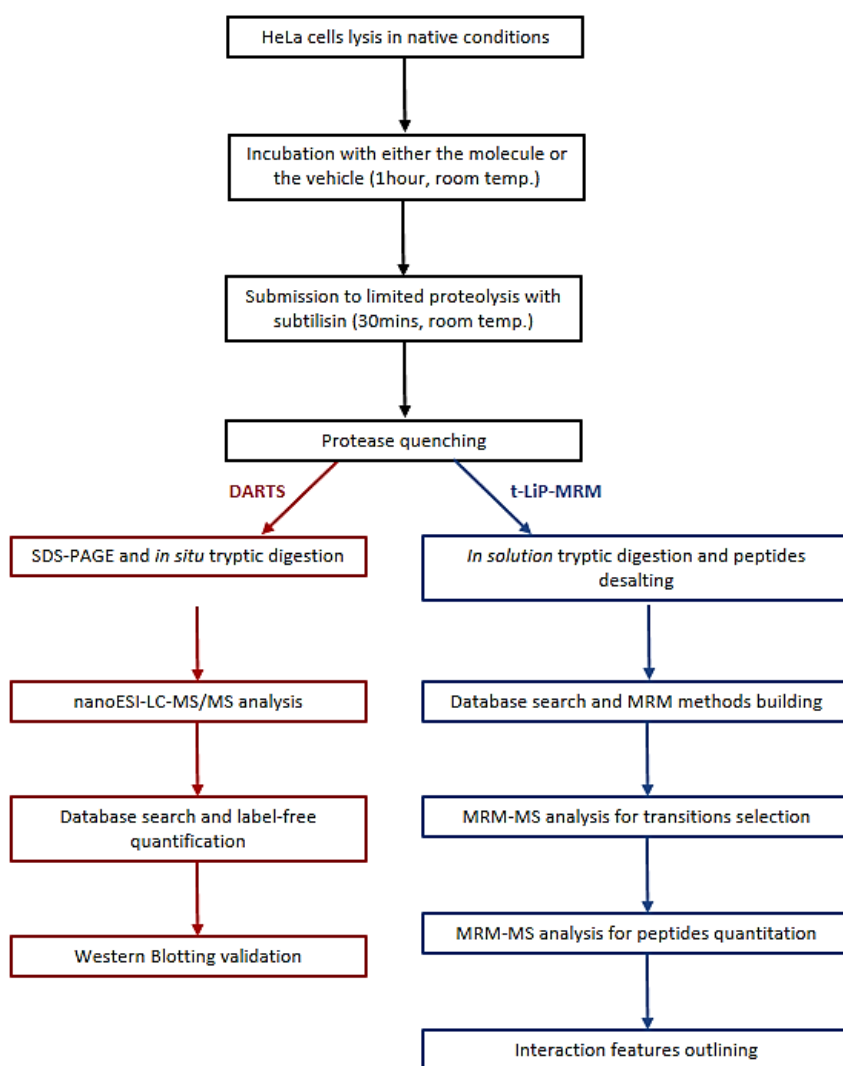 HeLa cells lysis in native conditions
Incubation with either the molecule or
the vehicle (1hour, room temp.)
Submission to limited proteolysis with
subtilisin (30mins, room temp.)
Protease quenching
DARTS
t-LiP-MRM
SDS-PAGE and in situ tryptic digestion
nanoESI-LC-MS/MS analysis
Database search and label-free
quantification
Western Blotting validation
In solution tryptic digestion and peptides
desalting
Database search and MRM methods building
MRM-MS analysis for transitions selection
MRM-MS analysis for peptides quantitation
Interaction features outlining